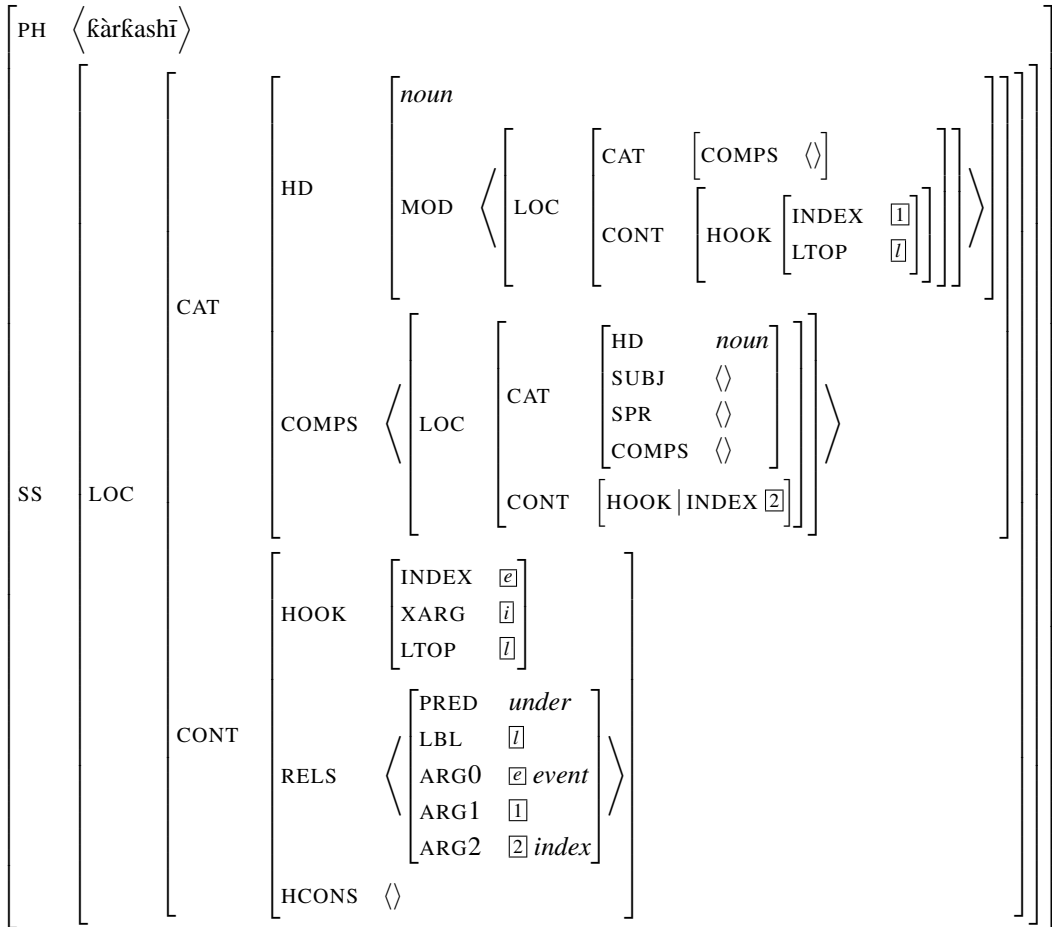 PH ⟨ƙàrƙashī⟩
noun
CAT [COMPS ⟨⟩]
HD
MOD ⟨ LOC
INDEX 1
CONT HOOK
LTOP l ⟩
CAT
HD noun
SUBJ ⟨⟩
CAT
SPR ⟨⟩
COMPS ⟨ LOC
COMPS ⟨⟩ ⟩
SS LOC
CONT [HOOK | INDEX 2]
INDEX e
HOOK XARG i
LTOP l
PRED under
CONT
LBL l
RELS ⟨ ARG0 e event
ARG1 1
ARG2 2 index ⟩
HCONS ⟨⟩